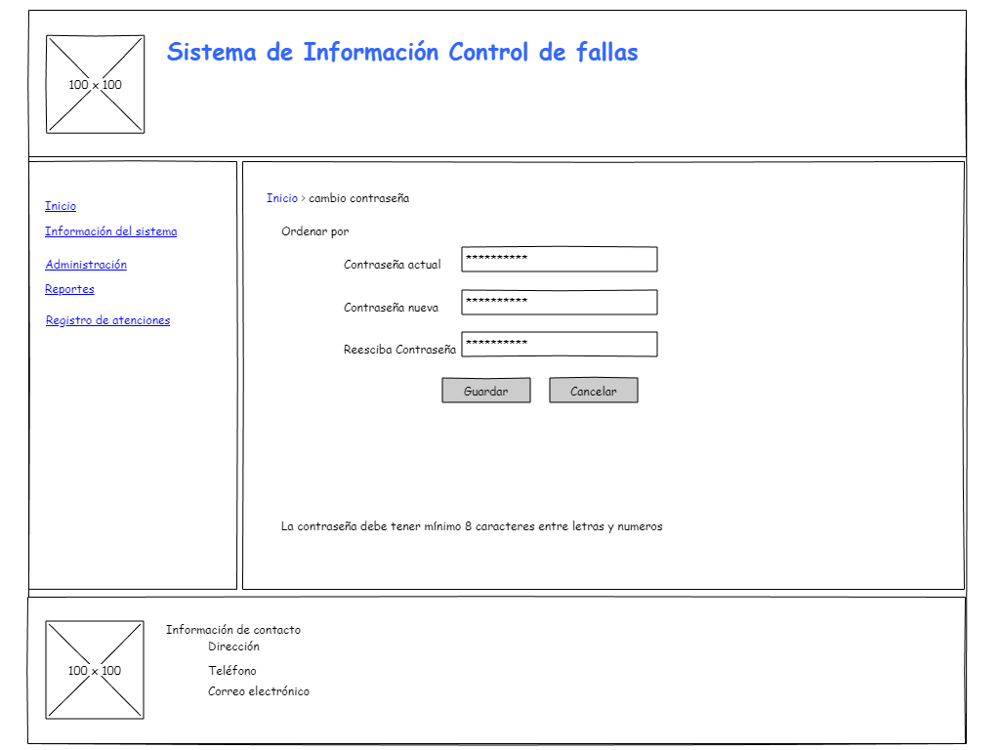 Sistema de Información Control de fallas
100 x 100
Inicio
Información del sistema
Administración
Reportes
Registro de atenciones
Inicio > cambio contraseña
Ordenar por
Contraseña actual **********
Contraseña nueva **********
Reesciba Contraseña **********
Guardar Cancelar
La contraseña debe tener mínimo 8 caracteres entre letras y numeros
100 x 100
Información de contacto
Dirección
Teléfono
Correo electrónico